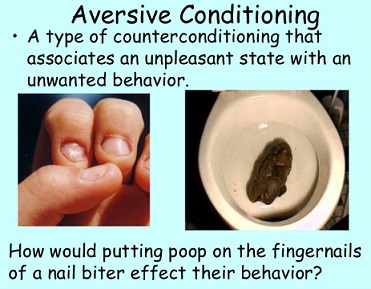 Aversive Conditioning
• A type of counterconditioning that
associates an unpleasant state with an
unwanted behavior.
How would putting poop on the fingernails
of a nail biter effect their behavior?